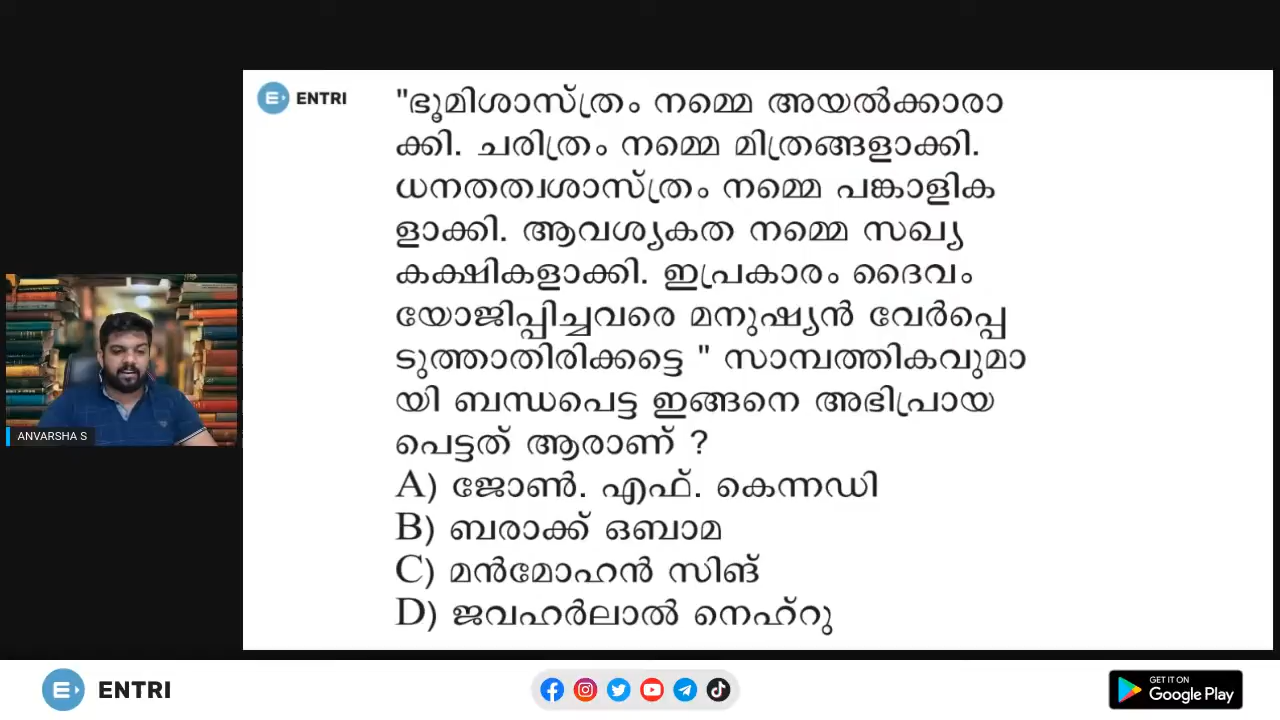 ENTRI
"ഭൂമിശാസ്ത്രം നമ്മെ അയൽക്കാരാ
ക്കി. ചരിത്രം നമ്മെ മിത്രങ്ങളാക്കി.
ധനതത്വശാസ്ത്രം നമ്മെ പങ്കാളിക
ളാക്കി. ആവശ്യകത നമ്മെ സഖ്യ
കക്ഷികളാക്കി. ഇപ്രകാരം ദൈവം
യോജിപ്പിച്ചവരെ മനുഷ്യൻ വേർപ്പെ
ടുത്താതിരിക്കട്ടെ " സാമ്പത്തികവുമാ
യി ബന്ധപെട്ട ഇങ്ങനെ അഭിപ്രായ
പെട്ടത് ആരാണ് ?
A) ജോൺ. എഫ്. കെന്നഡി
B) ബരാക്ക് ഒബാമ
C) മൻമോഹൻ സിങ്
D) ജവഹർലാൽ നെഹ്റു
ANVARSHA S
ENTRI
GET IT ON
Google Play